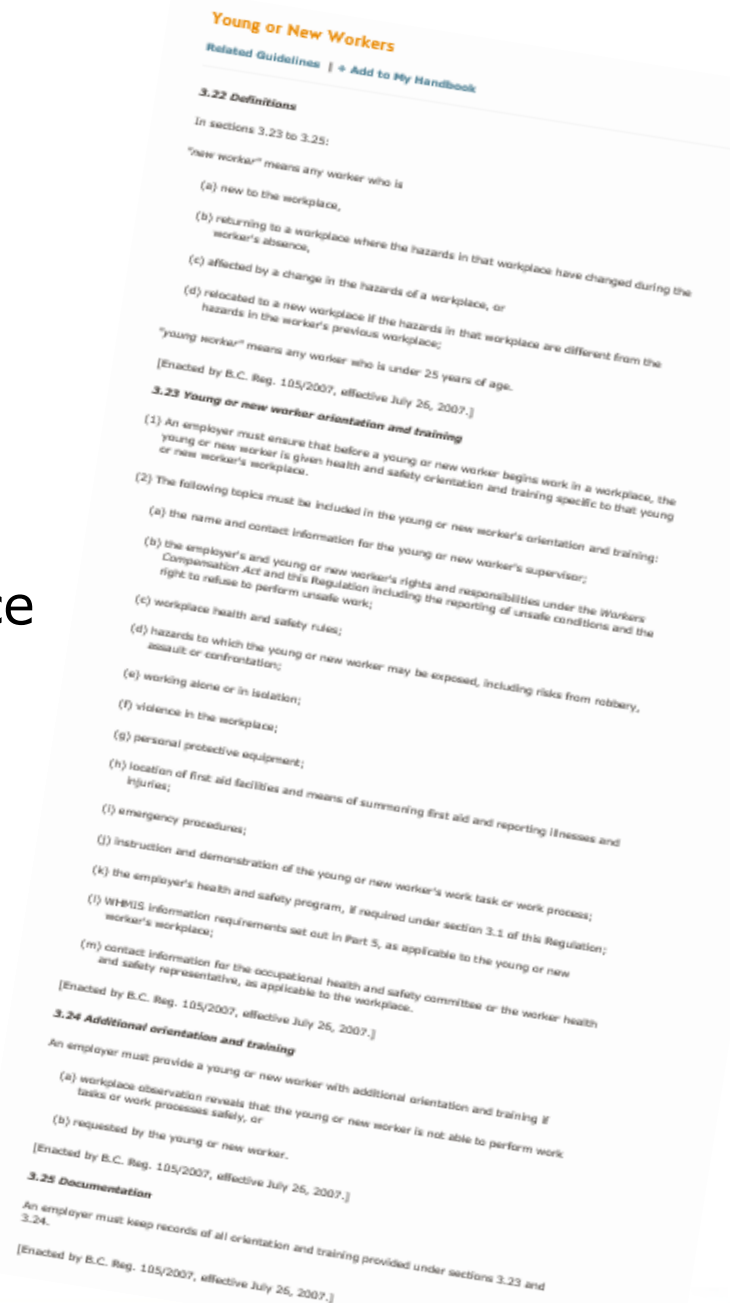 Young or New Workers
Related Guidelines | + Add to My Handbook
3.22 Definitions
In sections 3.23 to 3.25:
"new worker" means any worker who is
(a) new to the workplace,
(b) returning to a workplace where the hazards in that workplace have changed during the
worker's absence,
(c) affected by a change in the hazards of a workplace, or
(d) relocated to a new workplace if the hazards in that workplace are different from the
hazards in the worker's previous workplace;
"young worker" means any worker who is under 25 years of age.
[Enacted by B.C. Reg. 105/2007, effective July 26, 2007.]
3.23 Young or new worker orientation and training
(1) An employer must ensure that before a young or new worker begins work in a workplace, the
young or new worker is given health and safety orientation and training specific to that young
or new worker's workplace.
(2) The following topics must be included in the young or new worker's orientation and training:
(a) the name and contact information for the young or new worker's supervisor;
(b) the employer's and young or new worker's rights and responsibilities under the Workers
Compensation Act and this Regulation including the reporting of unsafe conditions and the
right to refuse to perform unsafe work;
ce
(c) workplace health and safety rules;
(d) hazards to which the young or new worker may be exposed, including risks from robbery,
assault or confrontation;
(e) working alone or in isolation;
(f) violence in the workplace;
(g) personal protective equipment;
(h) location of first aid facilities and means of summoning first aid and reporting illnesses and
injuries;
(i) emergency procedures;
(j) instruction and demonstration of the young or new worker's work task or work process;
(k) the employer's health and safety program, if required under section 3.1 of this Regulation;
(l) WHMIS information requirements set out in Part 5, as applicable to the young or new
worker's workplace;
(m) contact information for the occupational health and safety committee or the worker health
and safety representative, as applicable to the workplace.
[Enacted by B.C. Reg. 105/2007, effective July 26, 2007.]
3.24 Additional orientation and training
An employer must provide a young or new worker with additional orientation and training if
(a) workplace observation reveals that the young or new worker is not able to perform work
tasks or work processes safely, or
(b) requested by the young or new worker.
[Enacted by B.C. Reg. 105/2007, effective July 26, 2007.]
3.25 Documentation
An employer must keep records of all orientation and training provided under sections 3.23 and
3.24.
[Enacted by B.C. Reg. 105/2007, effective July 26, 2007.]